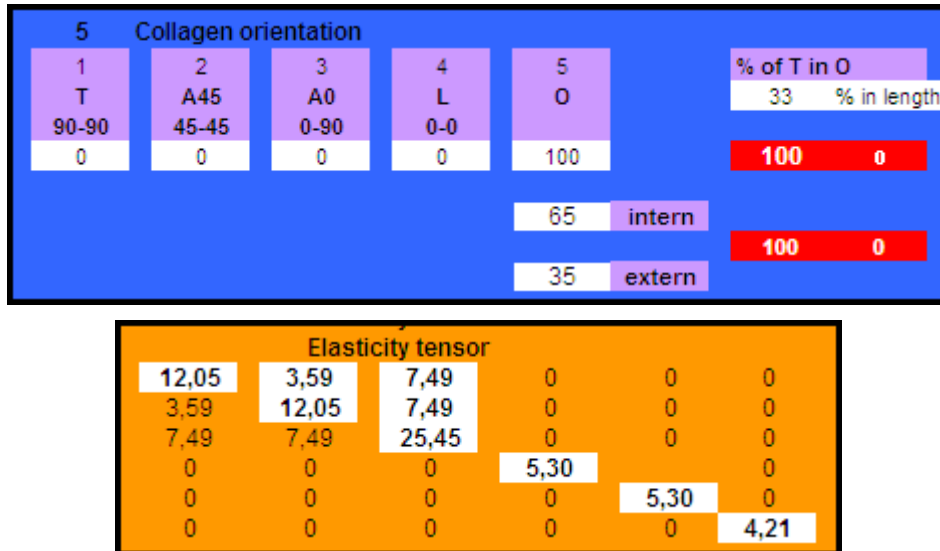 5 Collagen orientation
1 2 3 4 5 % of T in O
T A45 A0 L O 33 % in length
90-90 45-45 0-90 0-0
0 0 0 0 100 100 0
65 intern
100 0
35 extern
Elasticity tensor
12,05 3,59 7,49 0 0 0
3,59 12,05 7,49 0 0 0
7,49 7,49 25,45 0 0 0
0 0 0 5,30 0
0 0 0 0 5,30 0
0 0 0 0 0 4,21